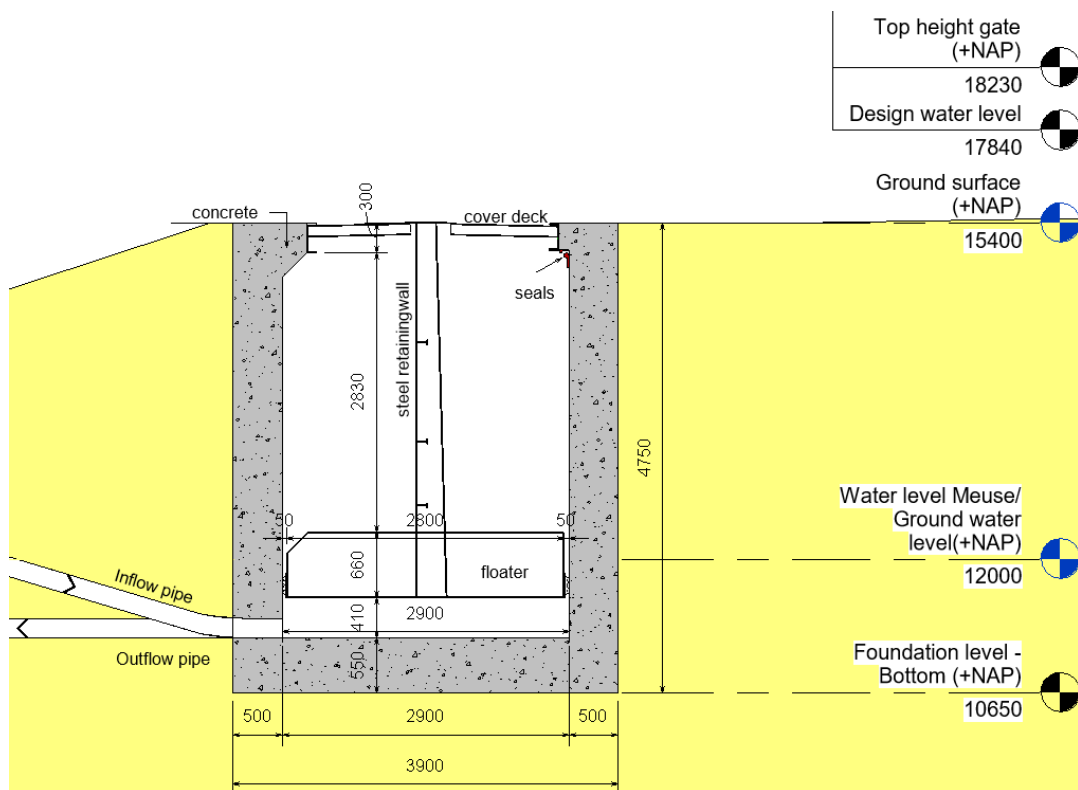 Top height gate
(+NAP)
18230
Design water level
17840
Ground surface
(+NAP)
15400
concrete
300
cover deck
seals
steel retainingwall
2830
4750
Water level Meuse/
Ground water
level(+NAP)
12000
50
2800
50
660
floater
Inflow pipe
2900
410
Outflow pipe
550
Foundation level -
Bottom (+NAP)
10650
500
2900
500
3900